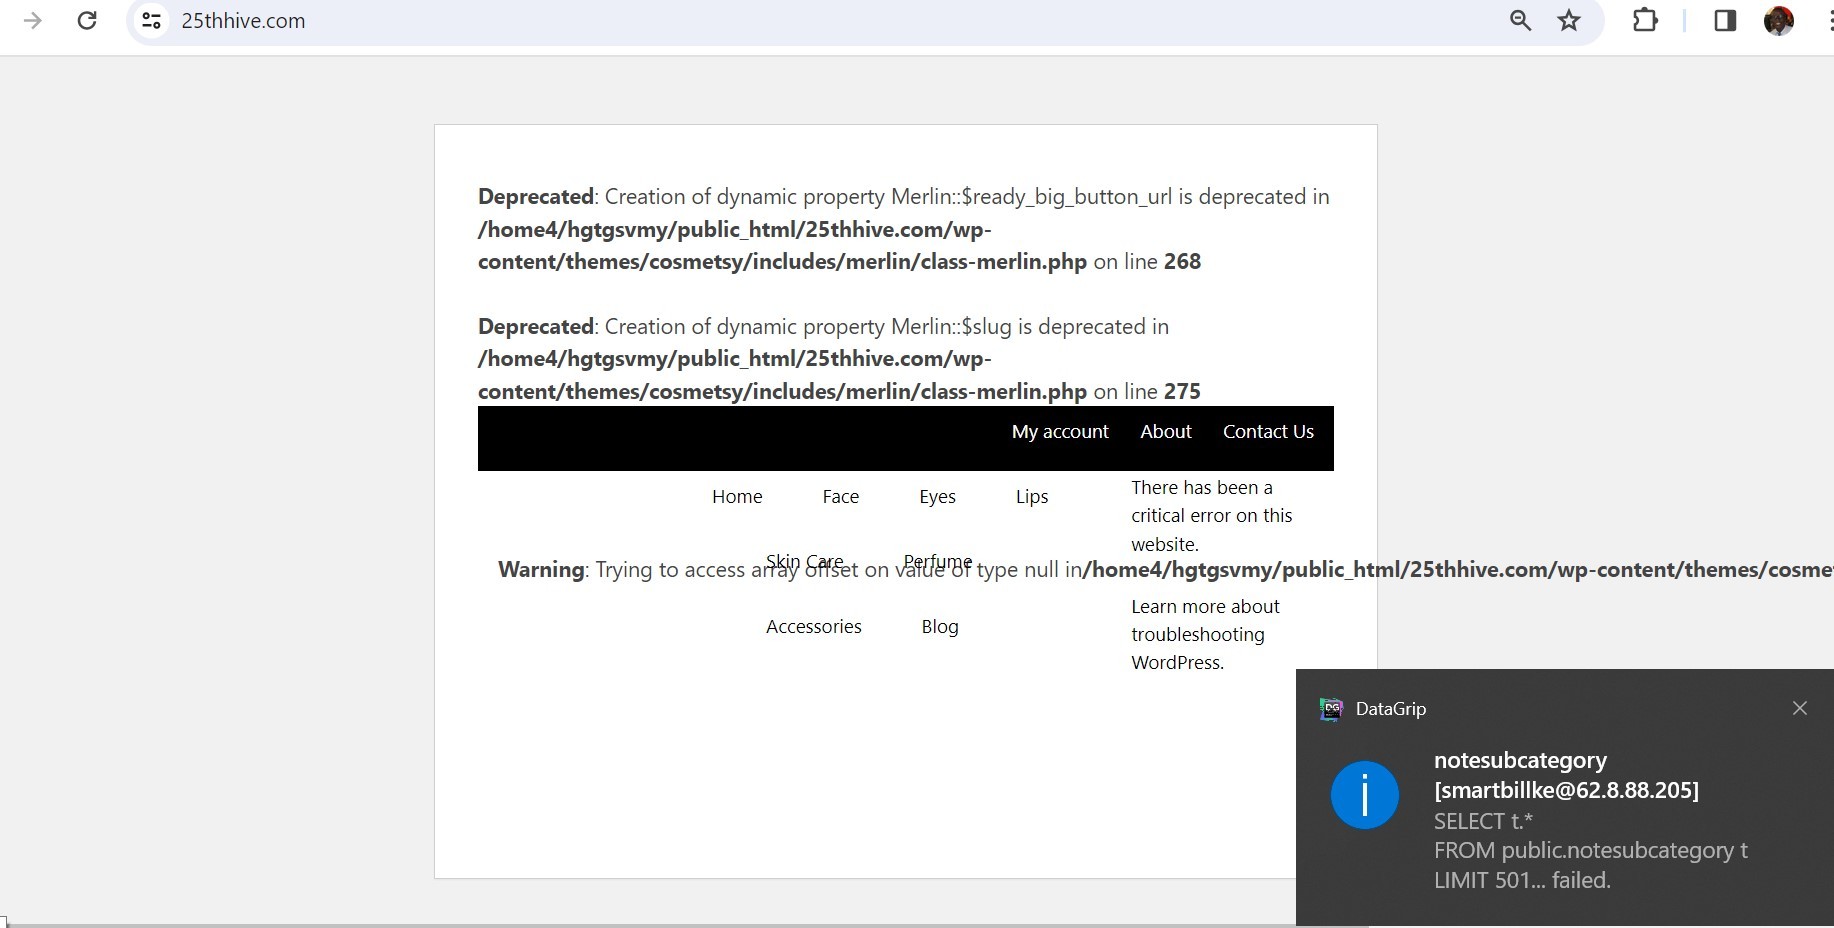 25thhive.com
Deprecated: Creation of dynamic property Merlin::$ready_big_button_url is deprecated in
/home4/hgtgsvmy/public_html/25thhive.com/wp-
content/themes/cosmetsy/includes/merlin/class-merlin.php on line 268
Deprecated: Creation of dynamic property Merlin::$slug is deprecated in
/home4/hgtgsvmy/public_html/25thhive.com/wp-
content/themes/cosmetsy/includes/merlin/class-merlin.php on line 275
My account About Contact Us
Home Face Eyes Lips
There has been a
critical error on this
website.
Skin Care Perfume
Warning: Trying to access array offset on value of type null in/home4/hgtgsvmy/public_html/25thhive.com/wp-content/themes/cosme
Learn more about
troubleshooting
WordPress.
Accessories Blog
DG DataGrip
notesubcategory
[smartbillke@62.8.88.205]
SELECT t.*
FROM public.notesubcategory t
LIMIT 501... failed.